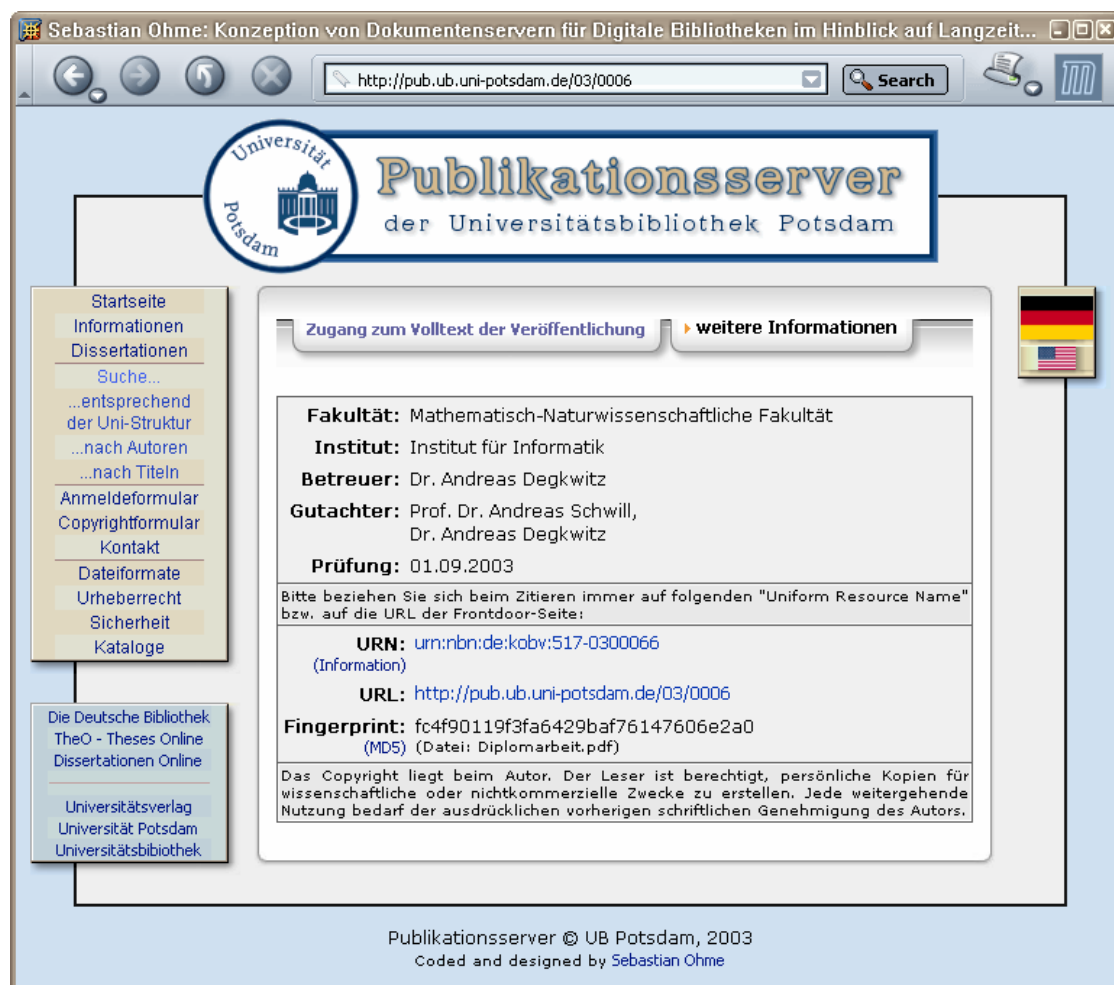 Sebastian Ohme: Konzeption von Dokumentenservern für Digitale Bibliotheken im Hinblick auf Langzeit...
http://pub.ub.uni-potsdam.de/03/0006
Search
Universität
Potsdam
Publikationsserver
der Universitätsbibliothek Potsdam
Startseite
Informationen
Dissertationen
Suche...
...entsprechend
der Uni-Struktur
...nach Autoren
...nach Titeln
Anmeldeformular
Copyrightformular
Kontakt
Dateiformate
Urheberrecht
Sicherheit
Kataloge
Die Deutsche Bibliothek
TheO - Theses Online
Dissertationen Online
Universitätsverlag
Universität Potsdam
Universitätsbibiothek
Zugang zum Volltext der Veröffentlichung
weitere Informationen
Fakultät: Mathematisch-Naturwissenschaftliche Fakultät
Institut: Institut für Informatik
Betreuer: Dr. Andreas Degkwitz
Gutachter: Prof. Dr. Andreas Schwill,
Dr. Andreas Degkwitz
Prüfung: 01.09.2003
Bitte beziehen Sie sich beim Zitieren immer auf folgenden "Uniform Resource Name"
bzw. auf die URL der Frontdoor-Seite:
URN: urn:nbn:de:kobv:517-0300066
(Information)
URL: http://pub.ub.uni-potsdam.de/03/0006
Fingerprint: fc4f90119f3fa6429baf76147606e2a0
(MD5) (Datei: Diplomarbeit.pdf)
Das Copyright liegt beim Autor. Der Leser ist berechtigt, persönliche Kopien für
wissenschaftliche oder nichtkommerzielle Zwecke zu erstellen. Jede weitergehende
Nutzung bedarf der ausdrücklichen vorherigen schriftlichen Genehmigung des Autors.
Publikationsserver © UB Potsdam, 2003
Coded and designed by Sebastian Ohme